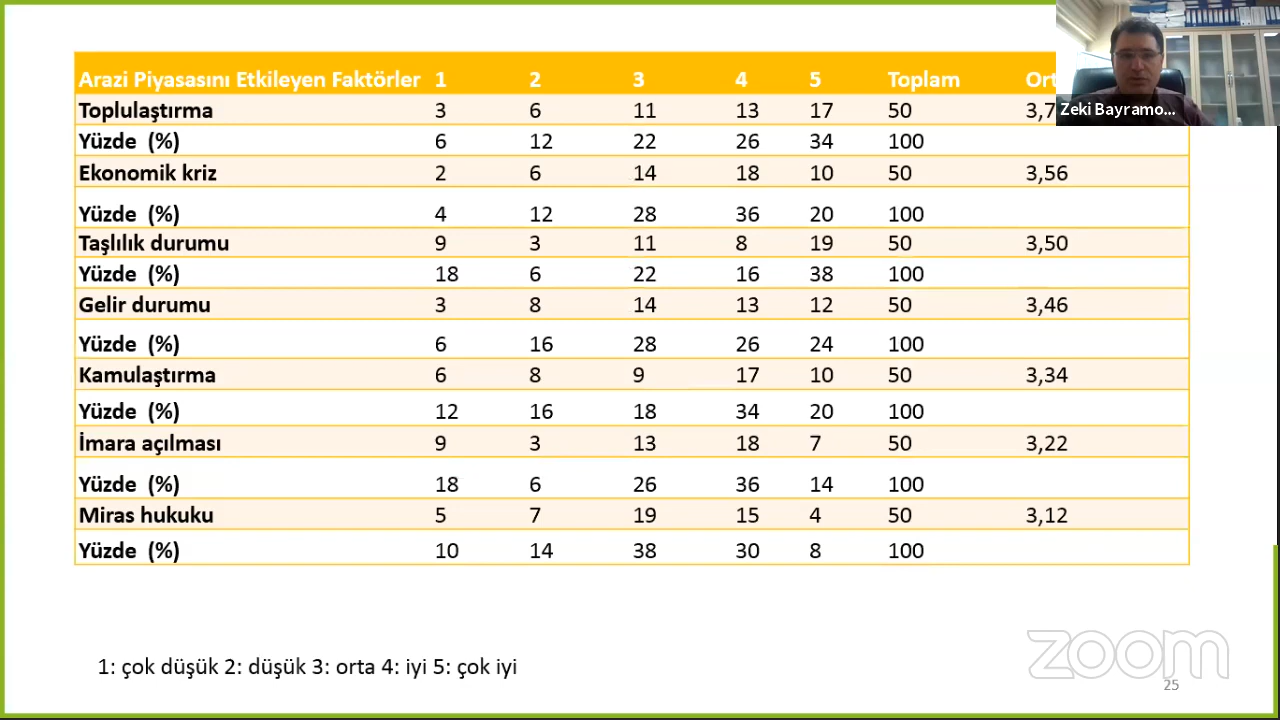 Arazi Piyasasını Etkileyen Faktörler 1 2 3 4 5 Toplam
Toplulaştırma 3 6 11 13 17 50
Yüzde (%) 6 12 22 26 34 100
Ekonomik kriz 2 6 14 18 10 50 3,56
Yüzde (%) 4 12 28 36 20 100
Taşlılık durumu 9 3 11 8 19 50 3,50
Yüzde (%) 18 6 22 16 38 100
Gelir durumu 3 8 14 13 12 50 3,46
Yüzde (%) 6 16 28 26 24 100
Kamulaştırma 6 8 9 17 10 50 3,34
Yüzde (%) 12 16 18 34 20 100
İmara açılması 9 3 13 18 7 50 3,22
Yüzde (%) 18 6 26 36 14 100
Miras hukuku 5 7 19 15 4 50 3,12
Yüzde (%) 10 14 38 30 8 100
1: çok düşük 2: düşük 3: orta 4: iyi 5: çok iyi
Zeki Bayramo...
zoom
25